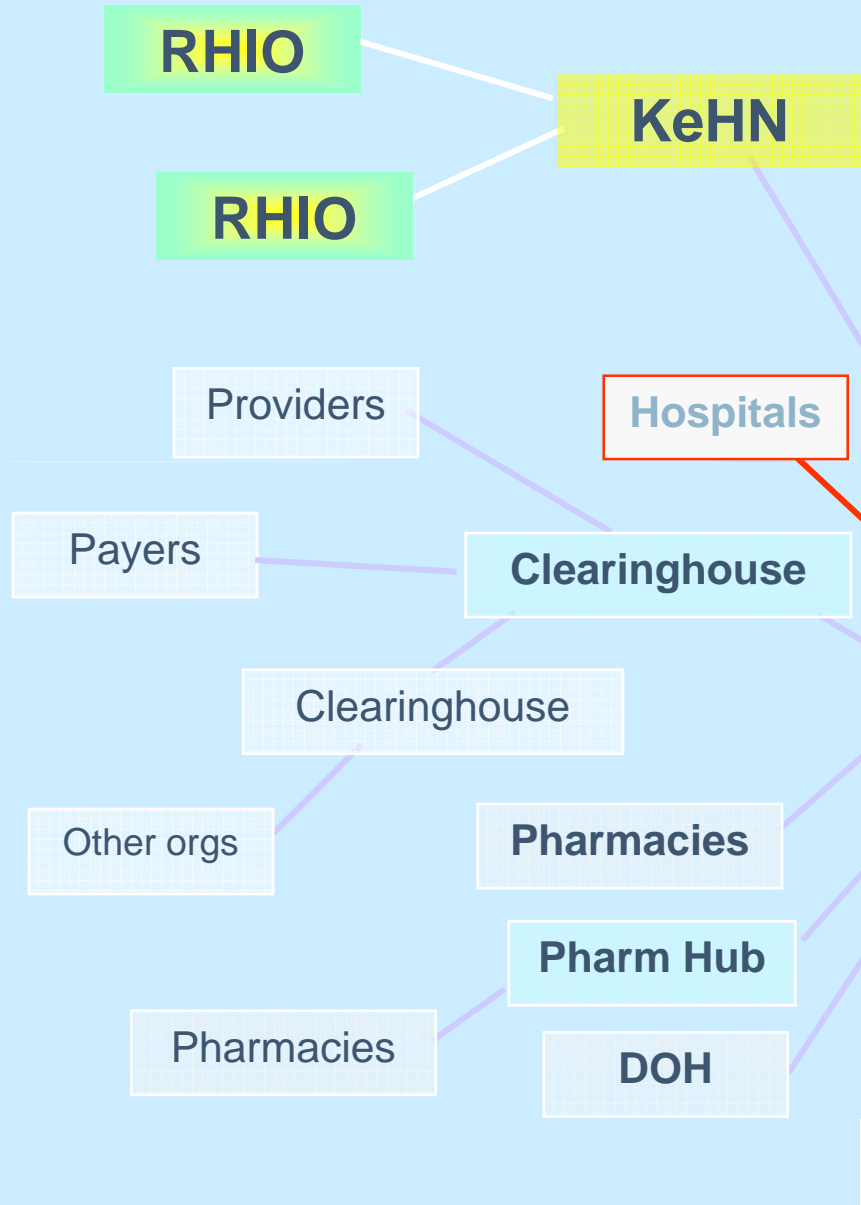 RHIO
KeHN
RHIO
Providers
Hospitals
Payers
Clearinghouse
Clearinghouse
Other orgs
Pharmacies
Pharm Hub
Pharmacies
DOH